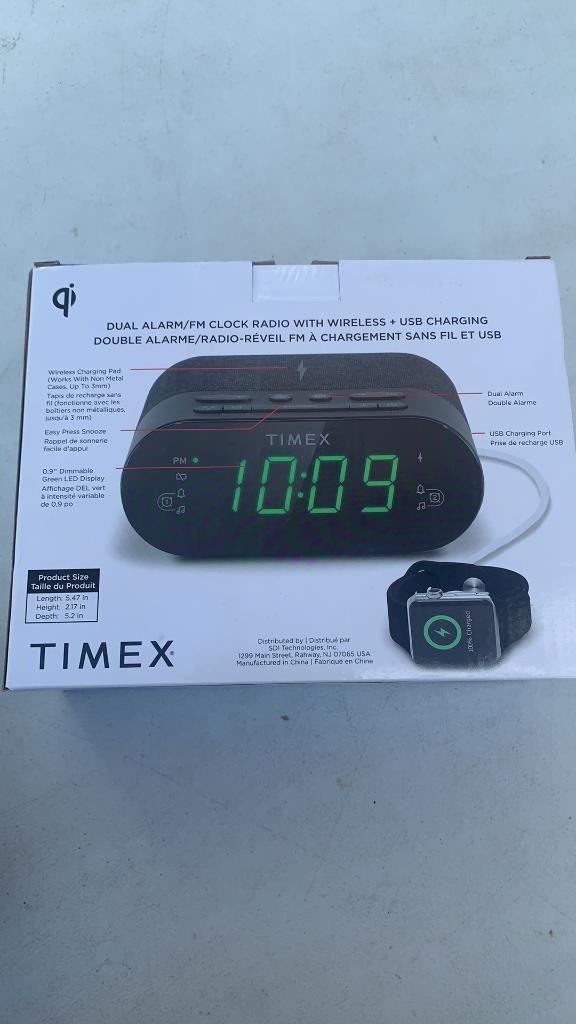 qi
DUAL ALARM/FM CLOCK RADIO WITH WIRELESS + USB CHARGING
DOUBLE ALARME/RADIO-RÉVEIL FM À CHARGEMENT SANS FIL ET USB
Wireless Charging Pad
(Works With Non Metal
Cases, Up To 3mm)
Tapis de recharge sans
fil (fonctionne avec les
boîtiers non métalliques,
jusqu'à 3 mm)
Easy Press Snooze
Rappel de sonnerie
facile d'appui
0.9" Dimmable
Green LED Display
Affichage DEL vert
à intensité variable
de 0,9 po
Dual Alarm
Double Alarme
USB Charging Port
Prise de recharge USB
TIMEX
PM
10:09
1
2
100% Charged
Product Size
Taille du Produit
Length: 5.47 in
Height: 2.17 in
Depth: 5.2 in
TIMEX
Distributed by | Distribué par
SDI Technologies, Inc.
1299 Main Street, Rahway, NJ 07065 USA
Manufactured in China | Fabriqué en Chine